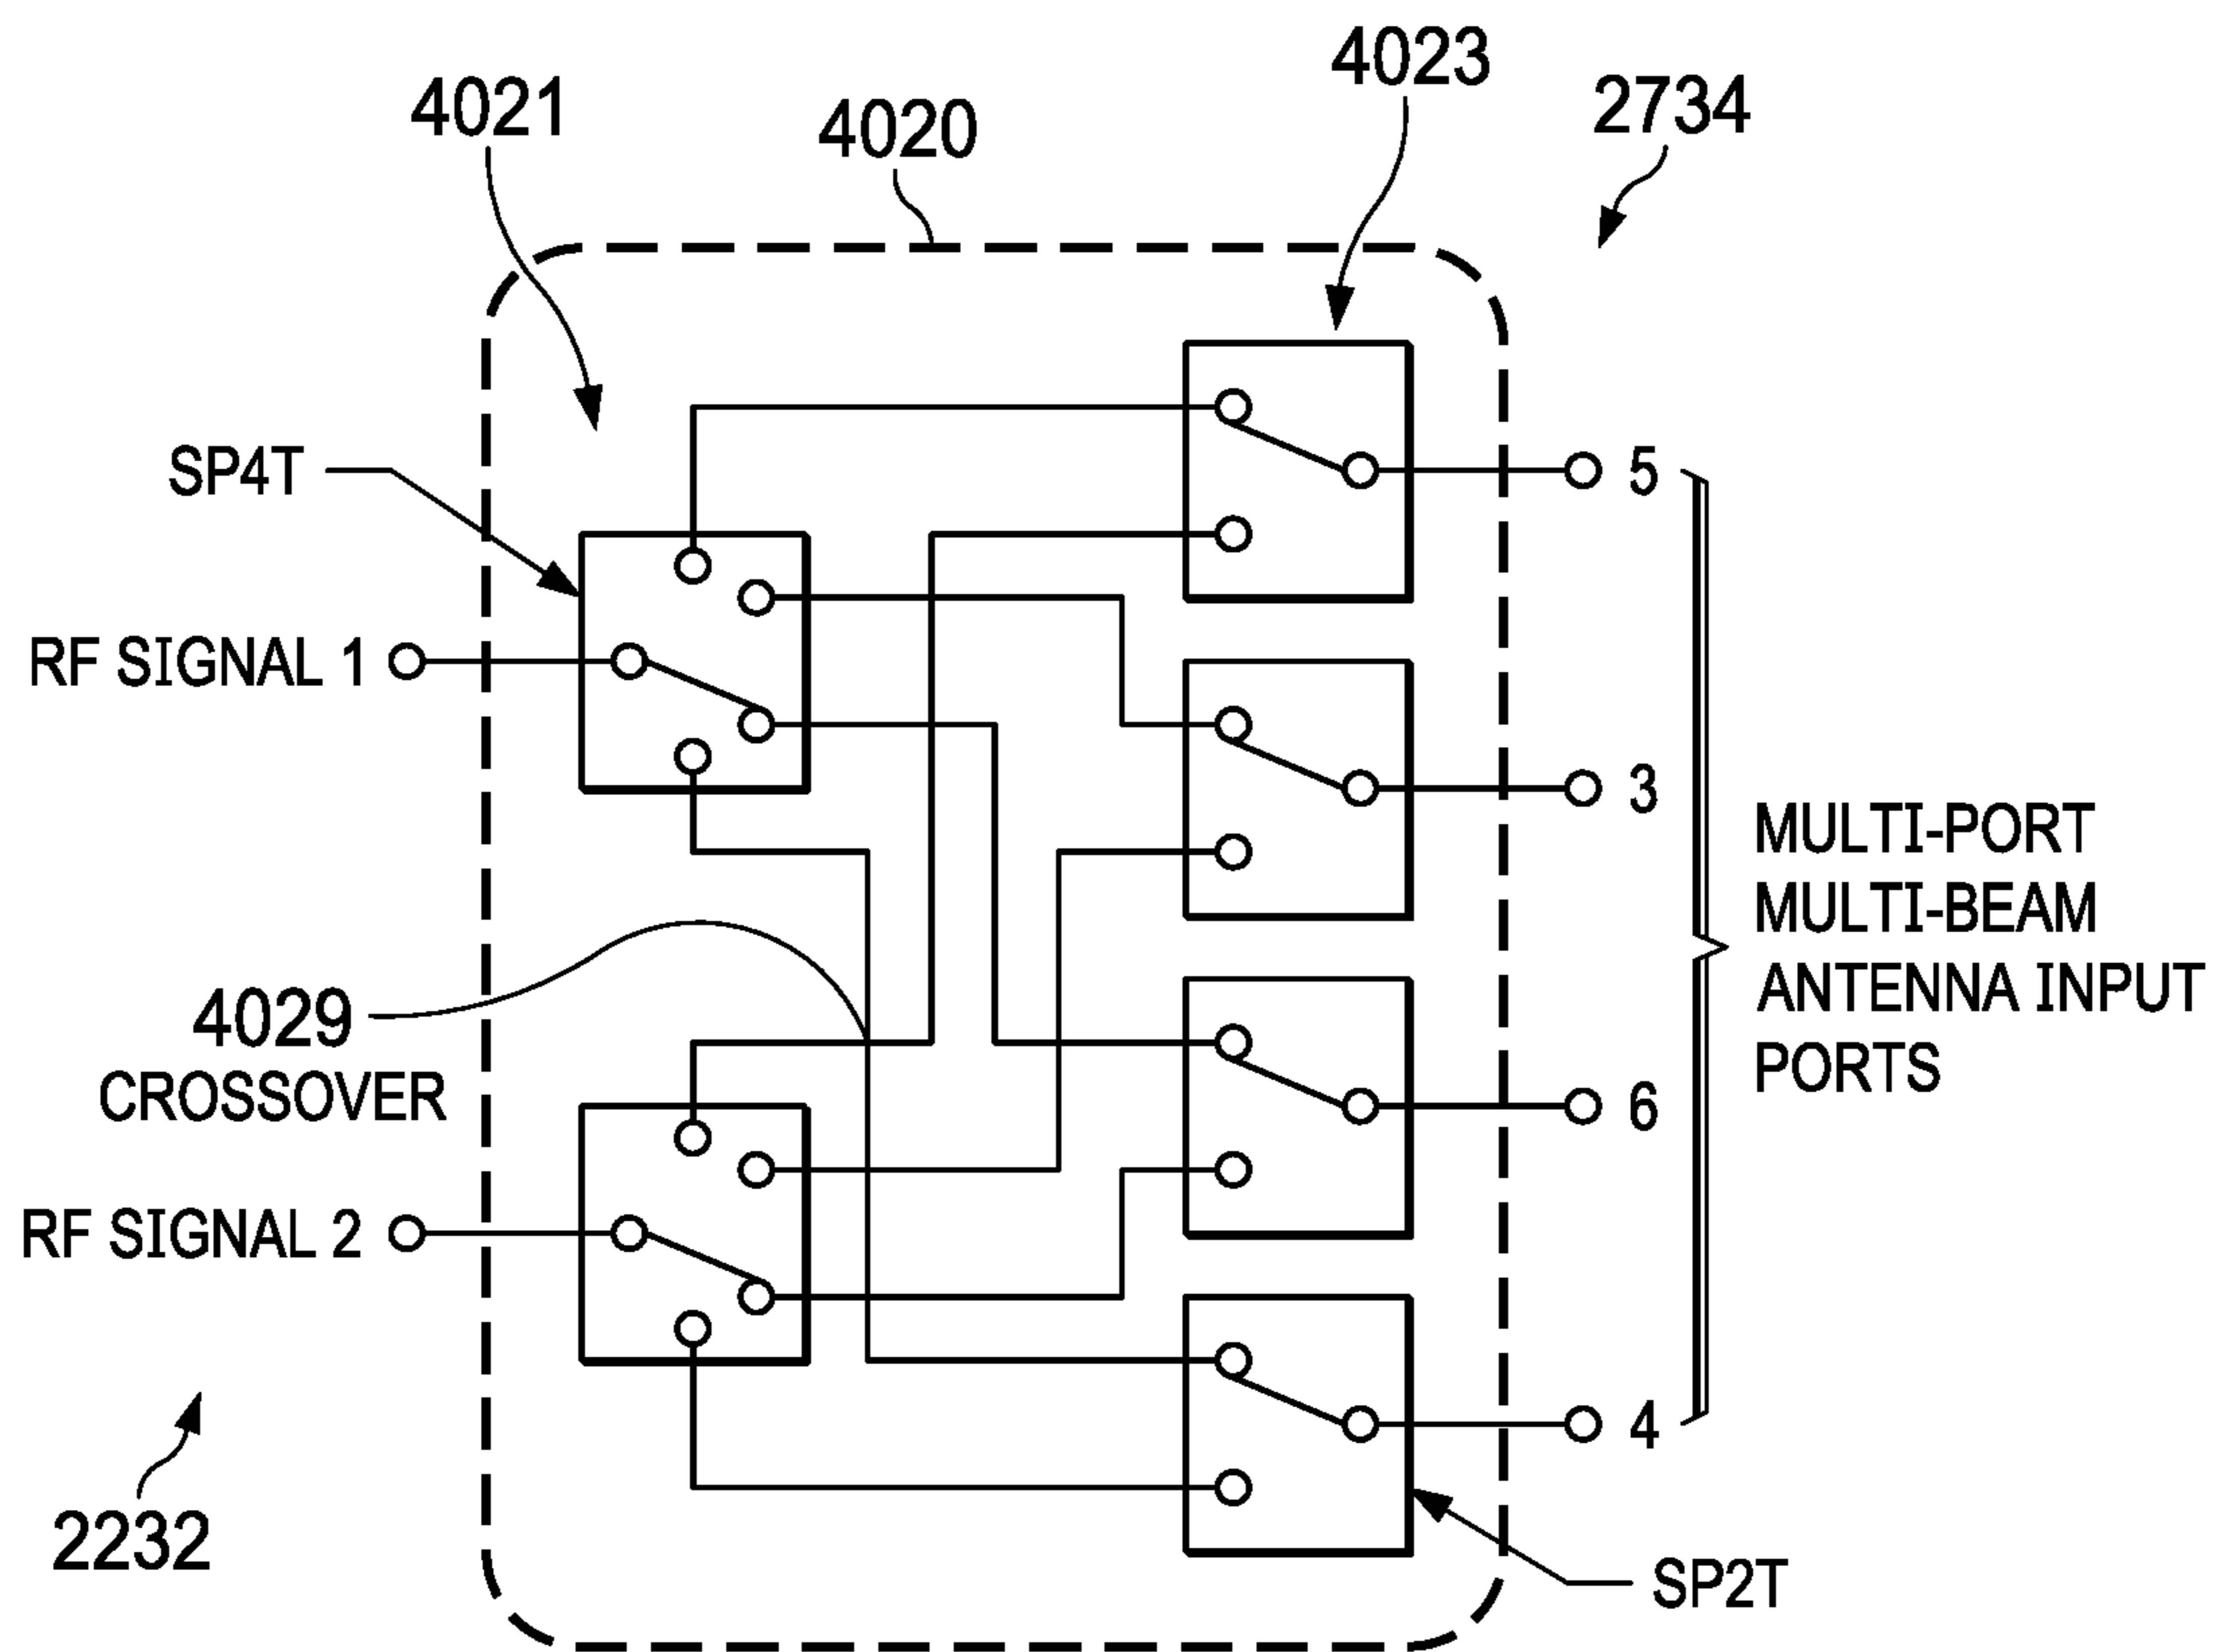 4023
2734
4021
4020
SP4T
5
RF SIGNAL 1
3
MULTI-PORT
MULTI-BEAM
ANTENNA INPUT
PORTS
4029
CROSSOVER
6
RF SIGNAL 2
4
2232
SP2T